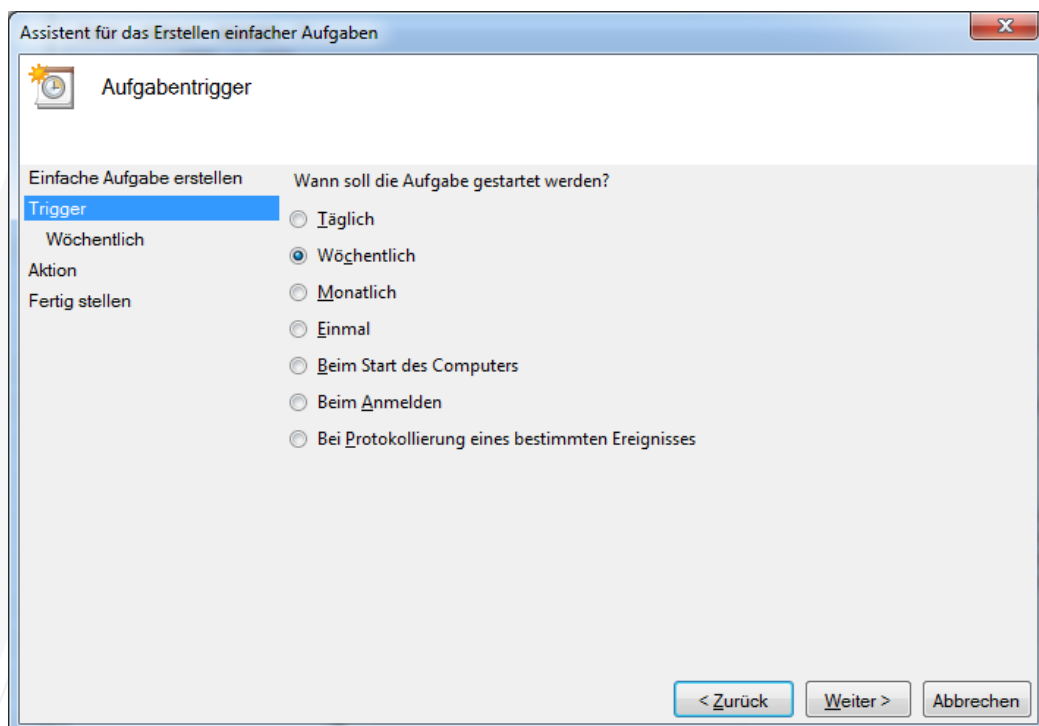 Assistent für das Erstellen einfacher Aufgaben
Aufgabentrigger
Einfache Aufgabe erstellen
Trigger
Wöchentlich
Aktion
Fertig stellen
Wann soll die Aufgabe gestartet werden?
Täglich
Wöchentlich
Monatlich
Einmal
Beim Start des Computers
Beim Anmelden
Bei Protokollierung eines bestimmten Ereignisses
< Zurück
Weiter >
Abbrechen